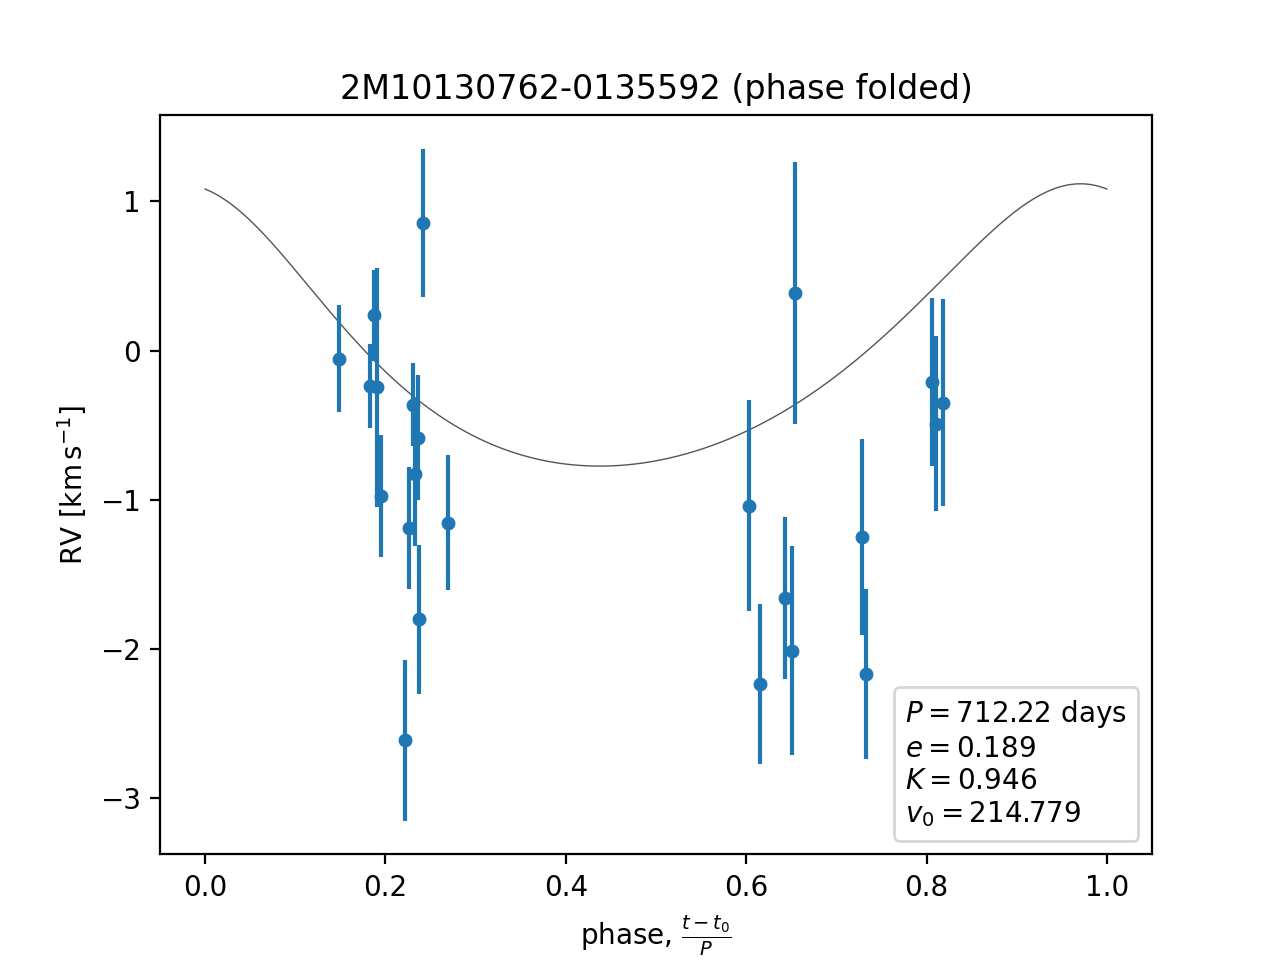 2M10130762-0135592 (phase folded)
RV [km s⁻¹]
1
0
−1
−2
−3
P = 712.22 days
e = 0.189
K = 0.946
v₀ = 214.779
0.0 0.2 0.4 0.6 0.8 1.0
phase, (t − t₀)/P